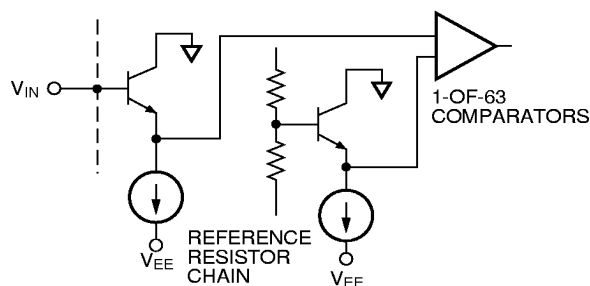 VIN
1-OF-63
COMPARATORS
REFERENCE
RESISTOR
CHAIN
VEE
VEE